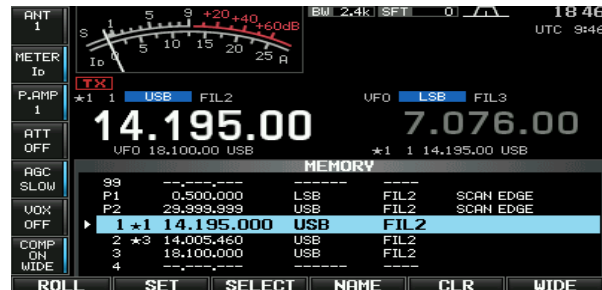 ANT 1
METER ID
P.AMP 1
ATT OFF
AGC SLOW
VOX OFF
COMP ON WIDE
S 5 9 +20 +40 +60dB
ID 0 5 10 15 20 25 A
BW 2.4k SFT 0
18 46
UTC 9:46
TX
★1 1 USB FIL2
14.195.00
VFO 18.100.00 USB
VFO LSB FIL3
7.076.00
★1 1 14.195.00 USB
MEMORY
99 --.---.--- ------ ----
P1 0.500.000 LSB FIL2 SCAN EDGE
P2 29.999.999 USB FIL2 SCAN EDGE
1 ★1 14.195.000 USB FIL2
2 ★3 14.005.460 USB FIL2
3 18.100.000 USB FIL2
4 --.---.--- ------ ----
ROLL SET SELECT NAME CLR WIDE